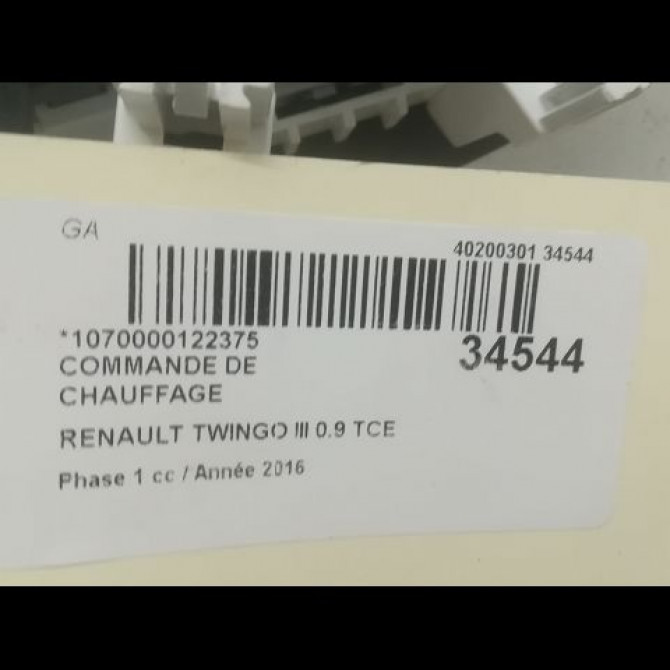 GA
40200301 34544
*1070000122375
34544
COMMANDE DE
CHAUFFAGE
RENAULT TWINGO III 0.9 TCE
Phase 1 cc / Année 2016